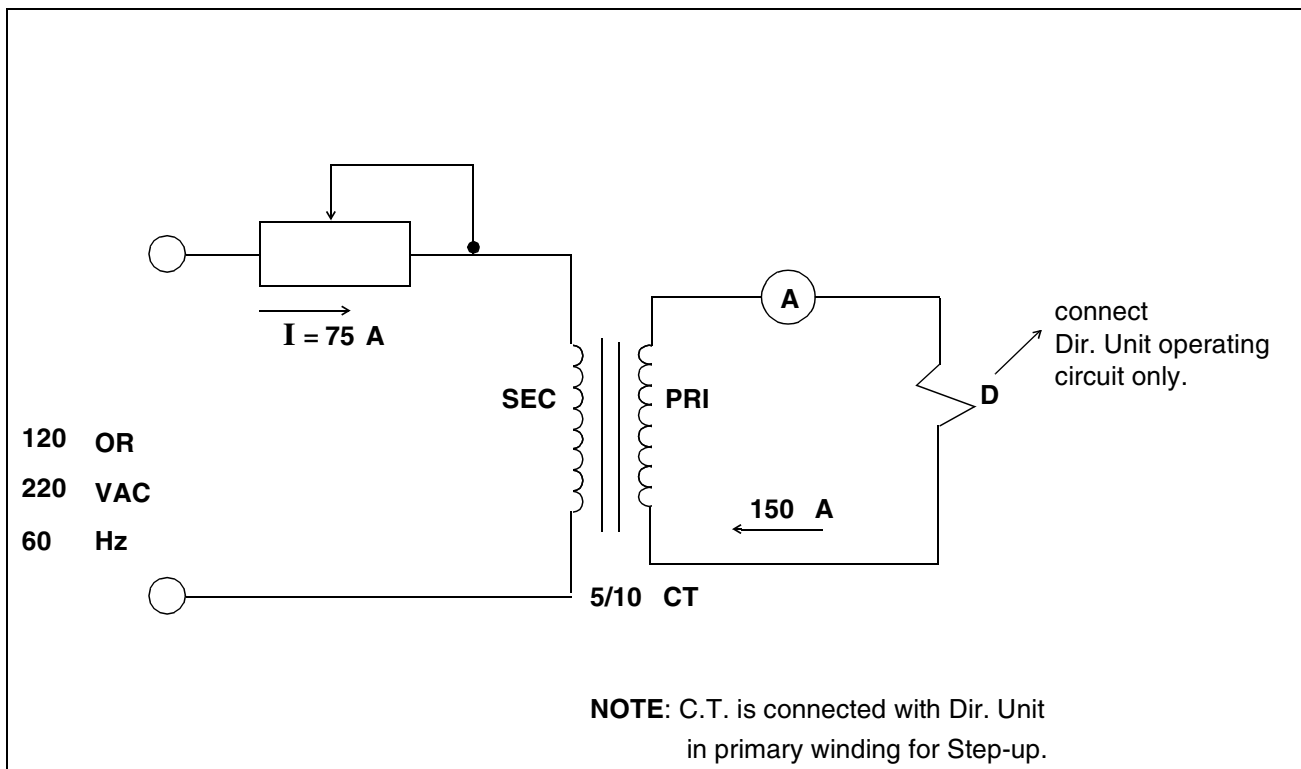 I = 75 A
A
connect
Dir. Unit operating
circuit only.
SEC
PRI
D
120 OR
220 VAC
60 Hz
150 A
5/10 CT
NOTE: C.T. is connected with Dir. Unit
in primary winding for Step-up.